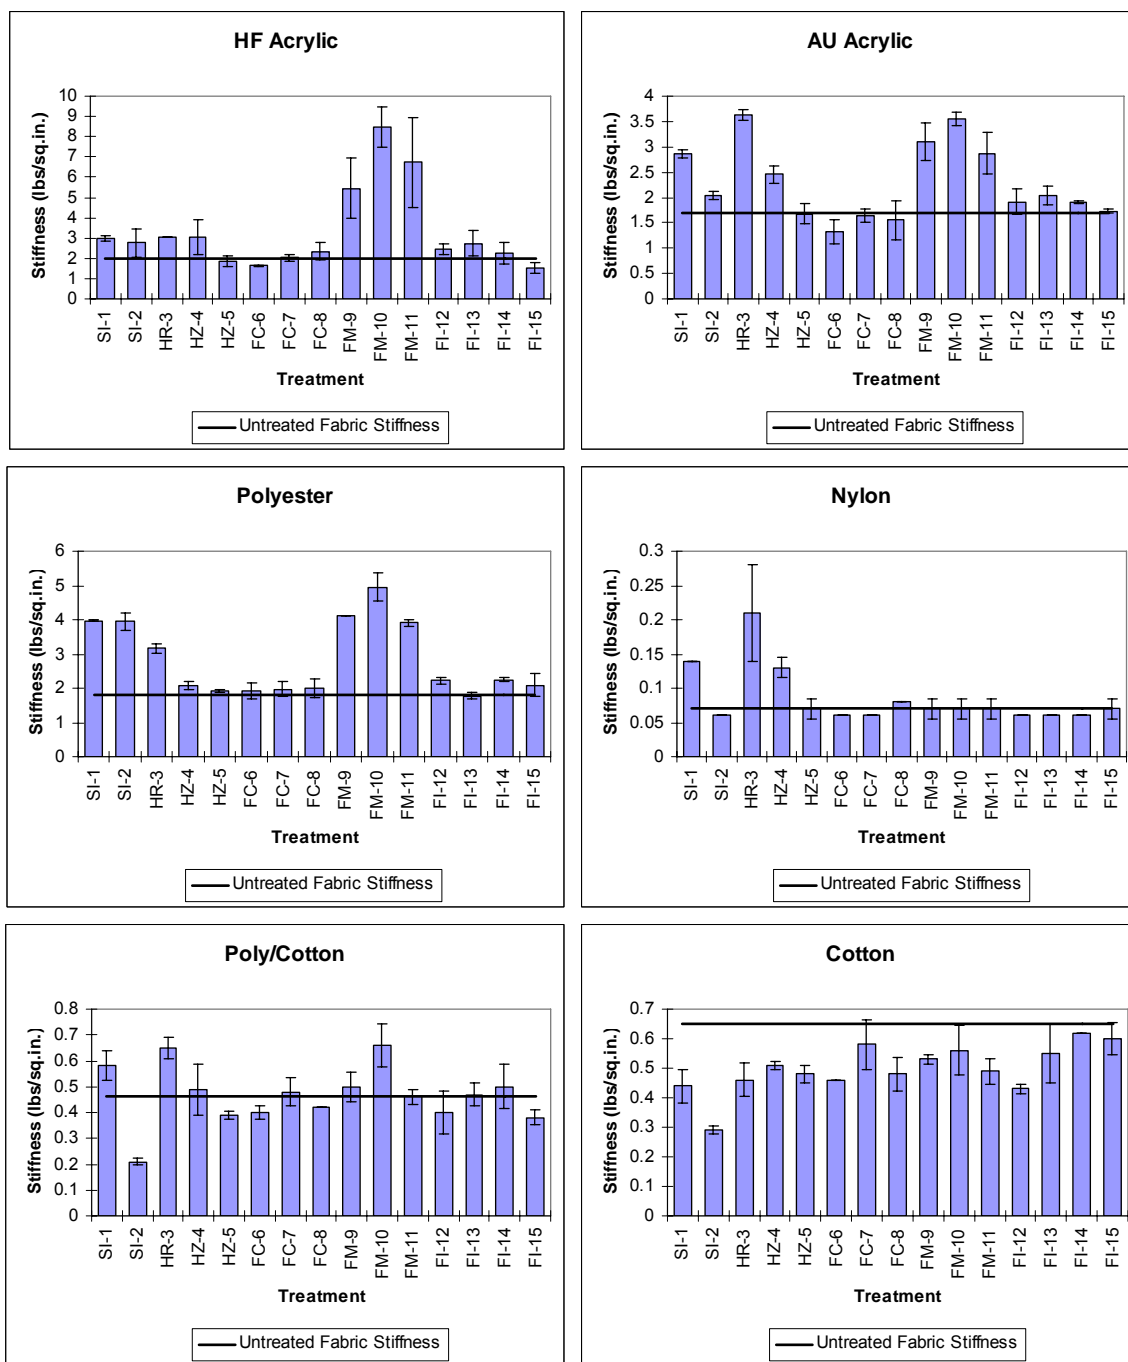 HF Acrylic
Stiffness (lbs/sq.in.)
10
9
8
7
6
5
4
3
2
1
0
SI-1
SI-2
HR-3
HZ-4
HZ-5
FC-6
FC-7
FC-8
FM-9
FM-10
FM-11
FI-12
FI-13
FI-14
FI-15
Treatment
Untreated Fabric Stiffness
AU Acrylic
Stiffness (lbs/sq.in.)
4
3.5
3
2.5
2
1.5
1
0.5
0
SI-1
SI-2
HR-3
HZ-4
HZ-5
FC-6
FC-7
FC-8
FM-9
FM-10
FM-11
FI-12
FI-13
FI-14
FI-15
Treatment
Untreated Fabric Stiffness
Polyester
Stiffness (lbs/sq.in.)
6
5
4
3
2
1
0
SI-1
SI-2
HR-3
HZ-4
HZ-5
FC-6
FC-7
FC-8
FM-9
FM-10
FM-11
FI-12
FI-13
FI-14
FI-15
Treatment
Untreated Fabric Stiffness
Nylon
Stiffness (lbs/sq.in.)
0.3
0.25
0.2
0.15
0.1
0.05
0
SI-1
SI-2
HR-3
HZ-4
HZ-5
FC-6
FC-7
FC-8
FM-9
FM-10
FM-11
FI-12
FI-13
FI-14
FI-15
Treatment
Untreated Fabric Stiffness
Poly/Cotton
Stiffness (lbs/sq.in.)
0.8
0.7
0.6
0.5
0.4
0.3
0.2
0.1
0
SI-1
SI-2
HR-3
HZ-4
HZ-5
FC-6
FC-7
FC-8
FM-9
FM-10
FM-11
FI-12
FI-13
FI-14
FI-15
Treatment
Untreated Fabric Stiffness
Cotton
Stiffness (lbs/sq.in.)
0.7
0.6
0.5
0.4
0.3
0.2
0.1
0
SI-1
SI-2
HR-3
HZ-4
HZ-5
FC-6
FC-7
FC-8
FM-9
FM-10
FM-11
FI-12
FI-13
FI-14
FI-15
Treatment
Untreated Fabric Stiffness